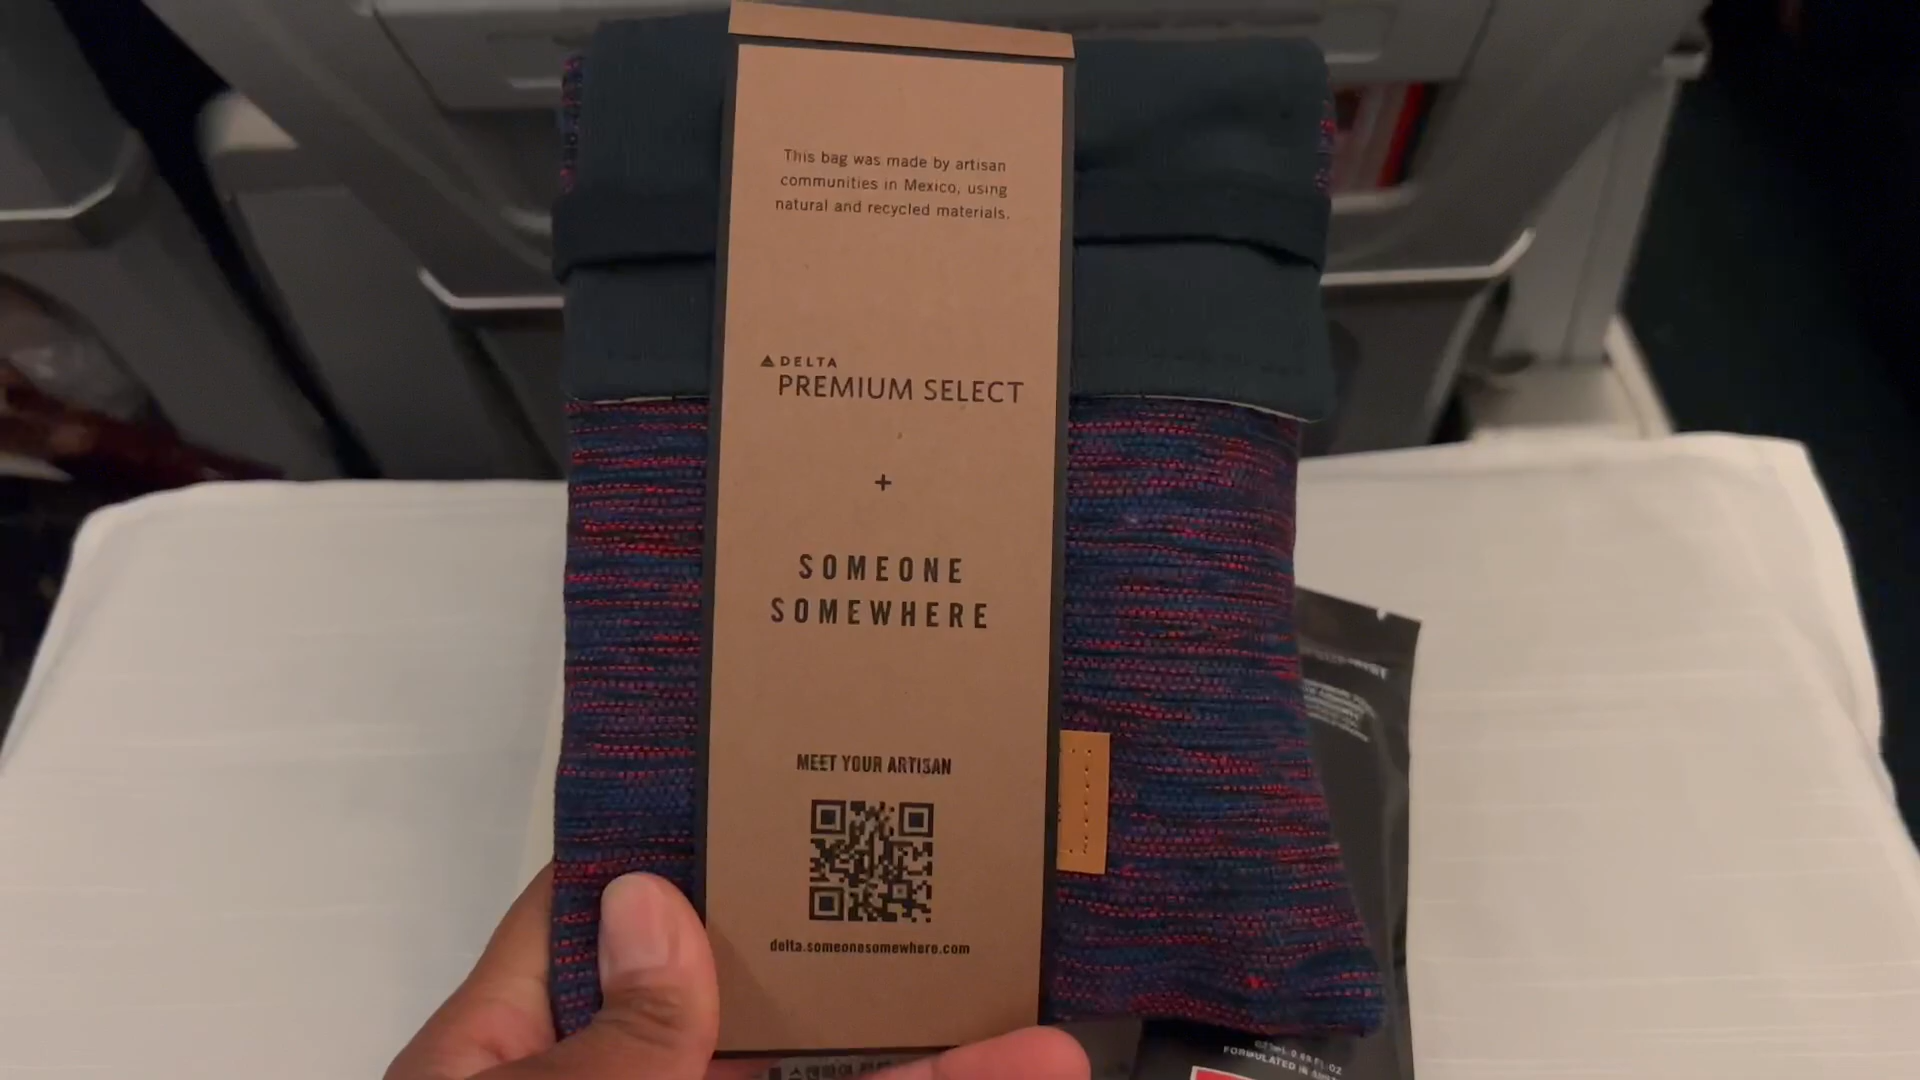 This bag was made by artisan
communities in Mexico, using
natural and recycled materials.
DELTA
PREMIUM SELECT
+
SOMEONE
SOMEWHERE
MEET YOUR ARTISAN
delta.someonesomewhere.com
FORMULATED IN